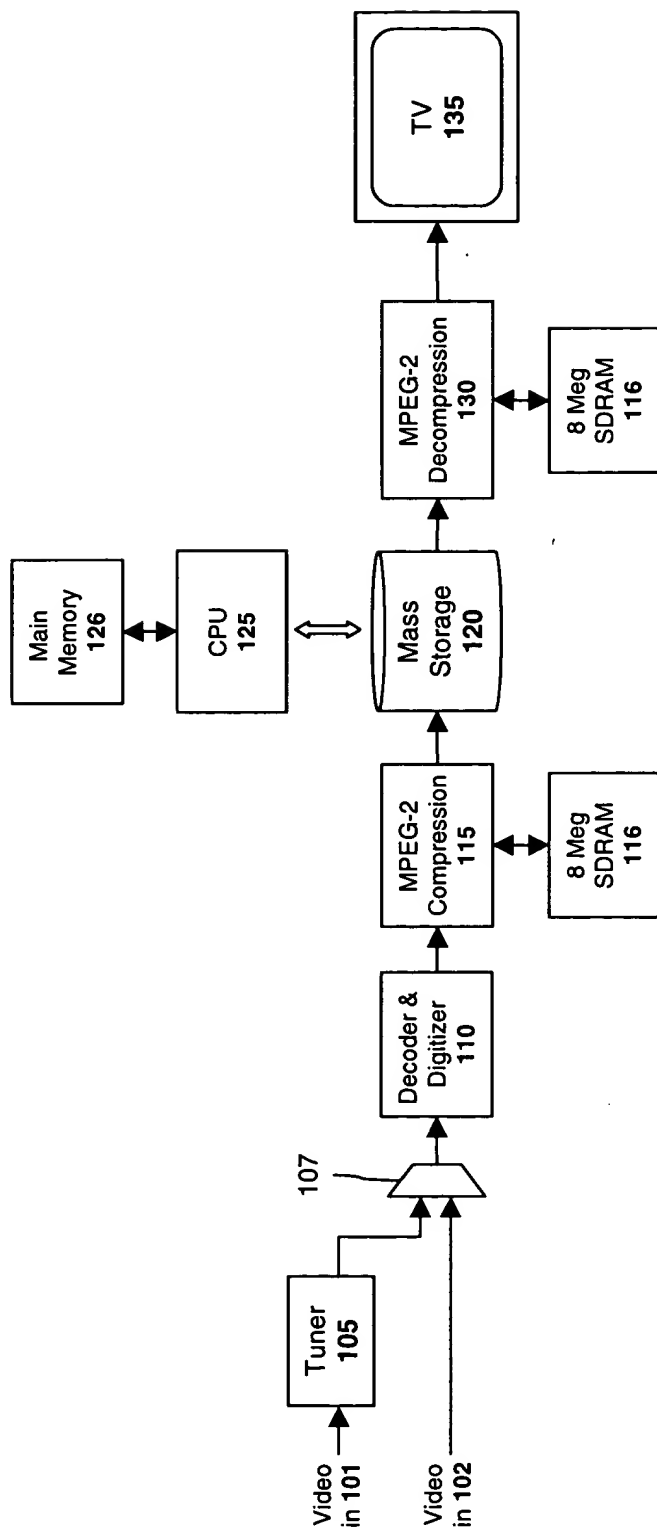 Video
in 101
Video
in 102
Tuner
105
107
Decoder &
Digitizer
110
MPEG-2
Compression
115
8 Meg
SDRAM
116
Main
Memory
126
CPU
125
Mass
Storage
120
MPEG-2
Decompression
130
8 Meg
SDRAM
116
TV
135